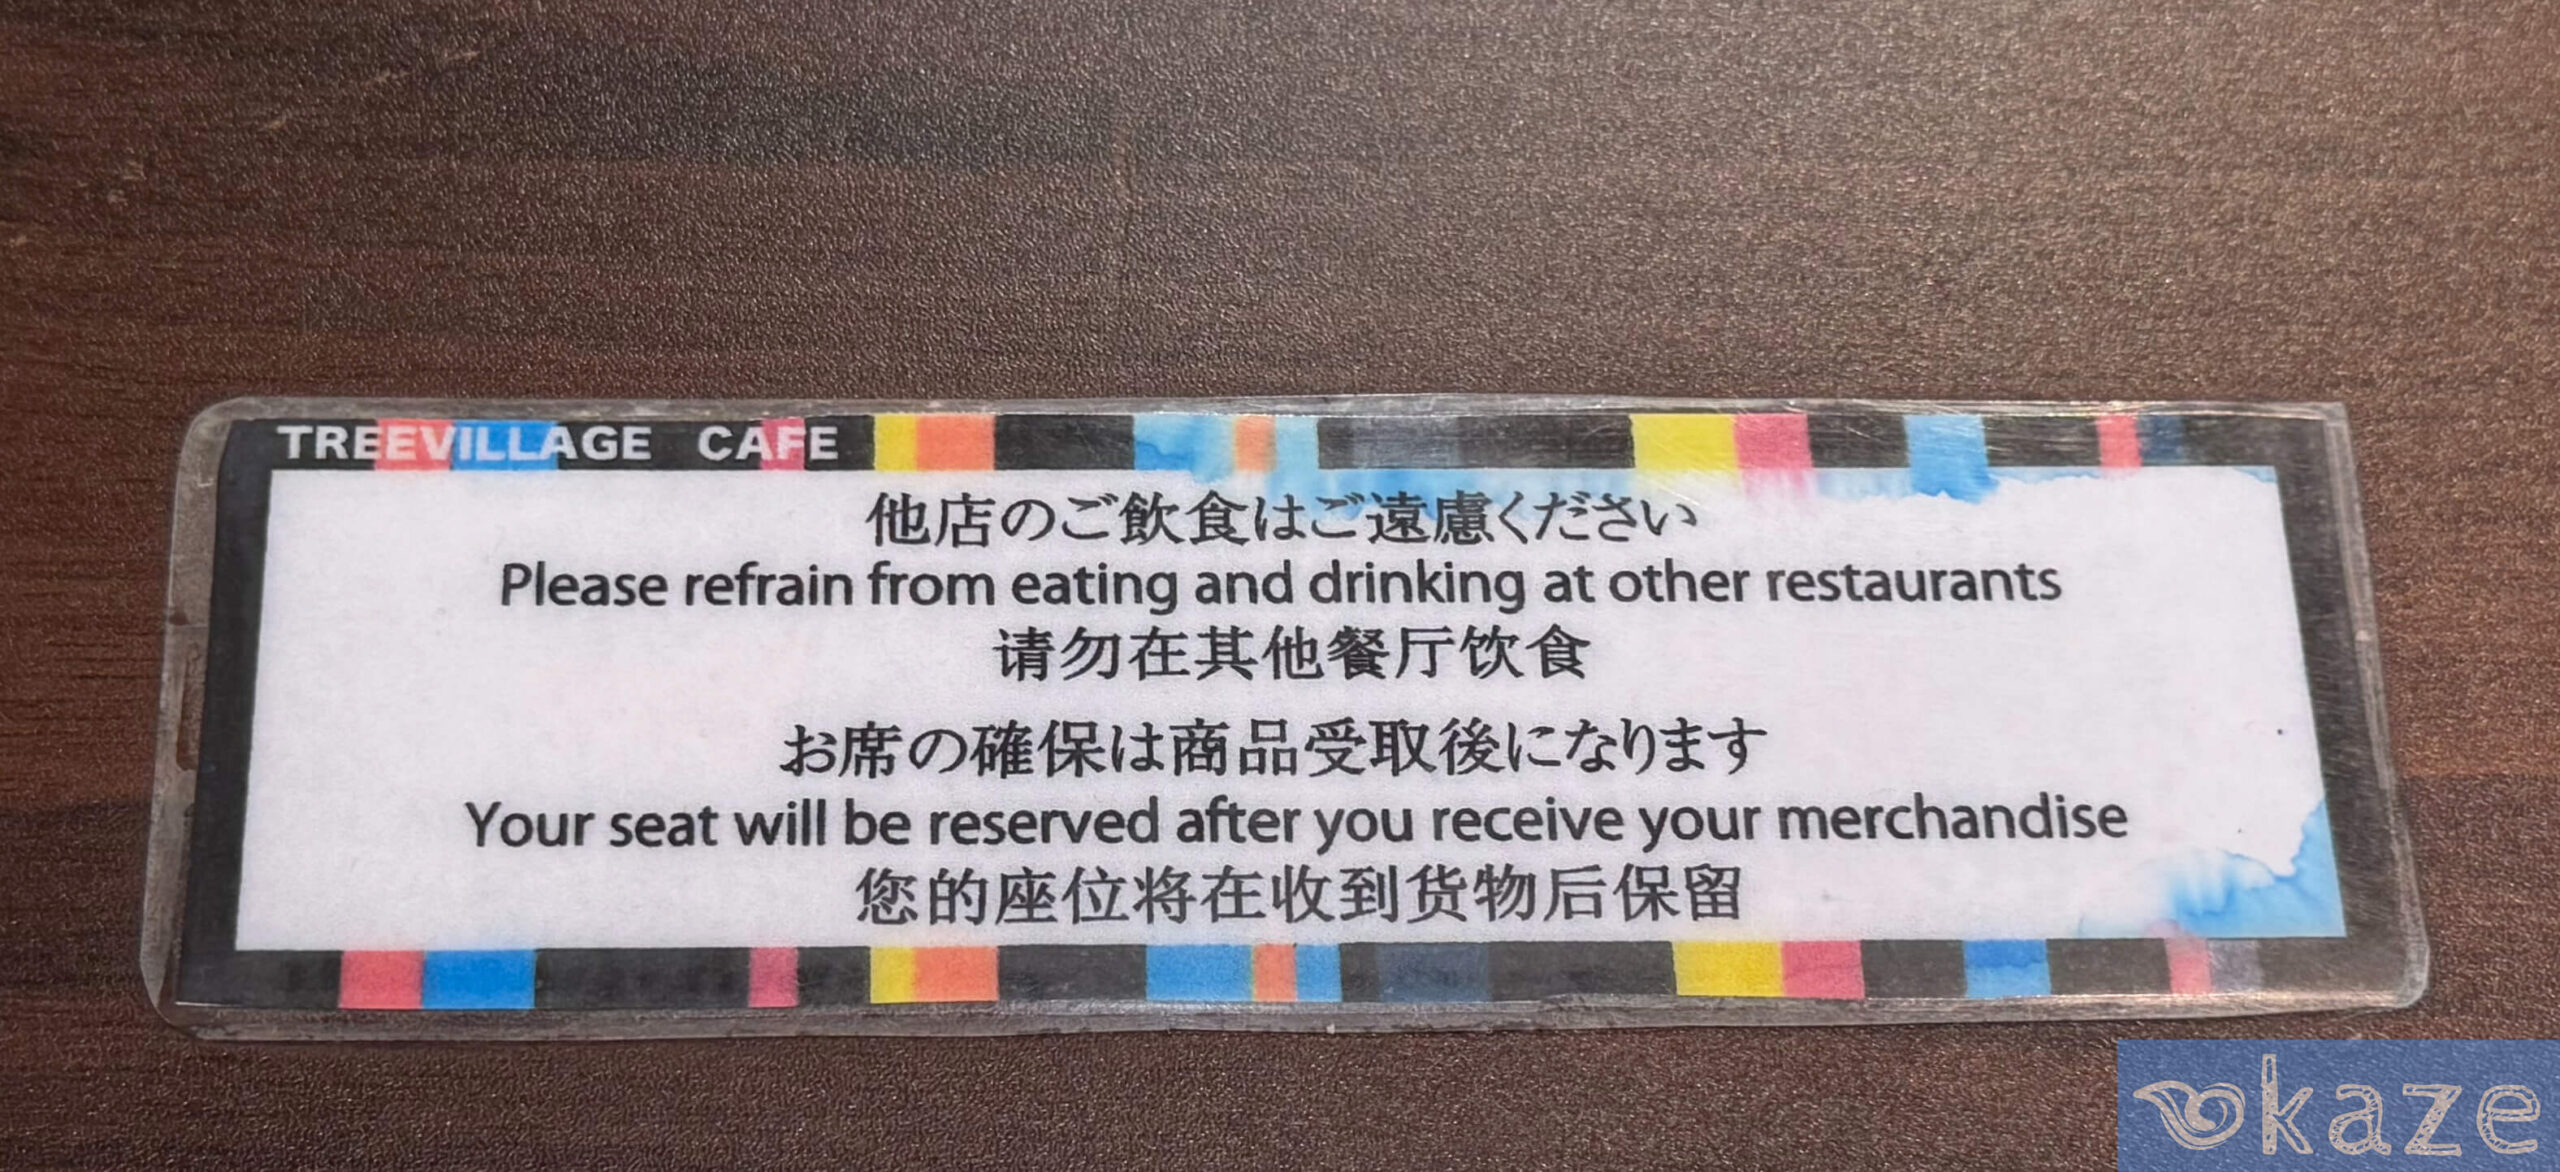 TREEVILLAGE CAFE
他店のご飲食はご遠慮ください
Please refrain from eating and drinking at other restaurants
请勿在其他餐厅饮食
お席の確保は商品受取後になります
Your seat will be reserved after you receive your merchandise
您的座位将在收到货物后保留
okaze